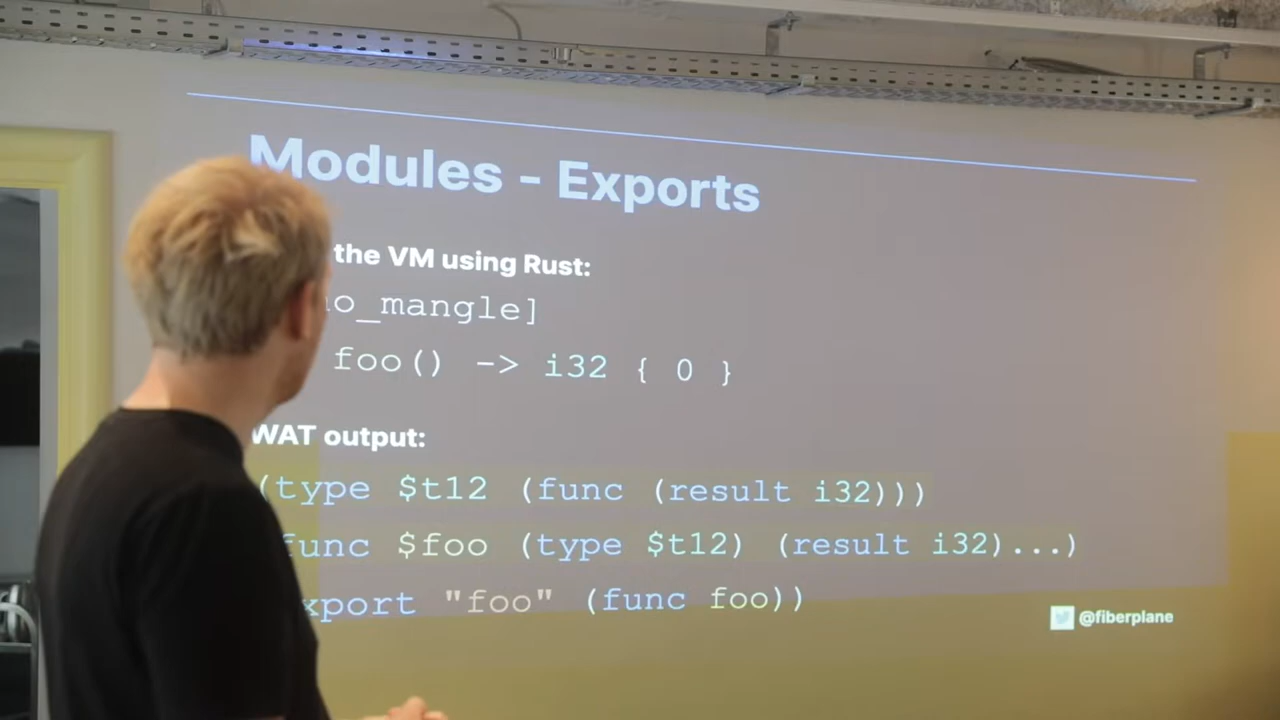 Modules - Exports
the VM using Rust:
no_mangle]
foo() -> i32 { 0 }
WAT output:
(type $t12 (func (result i32)))
func $foo (type $t12) (result i32)...)
xport "foo" (func foo))
@fiberplane